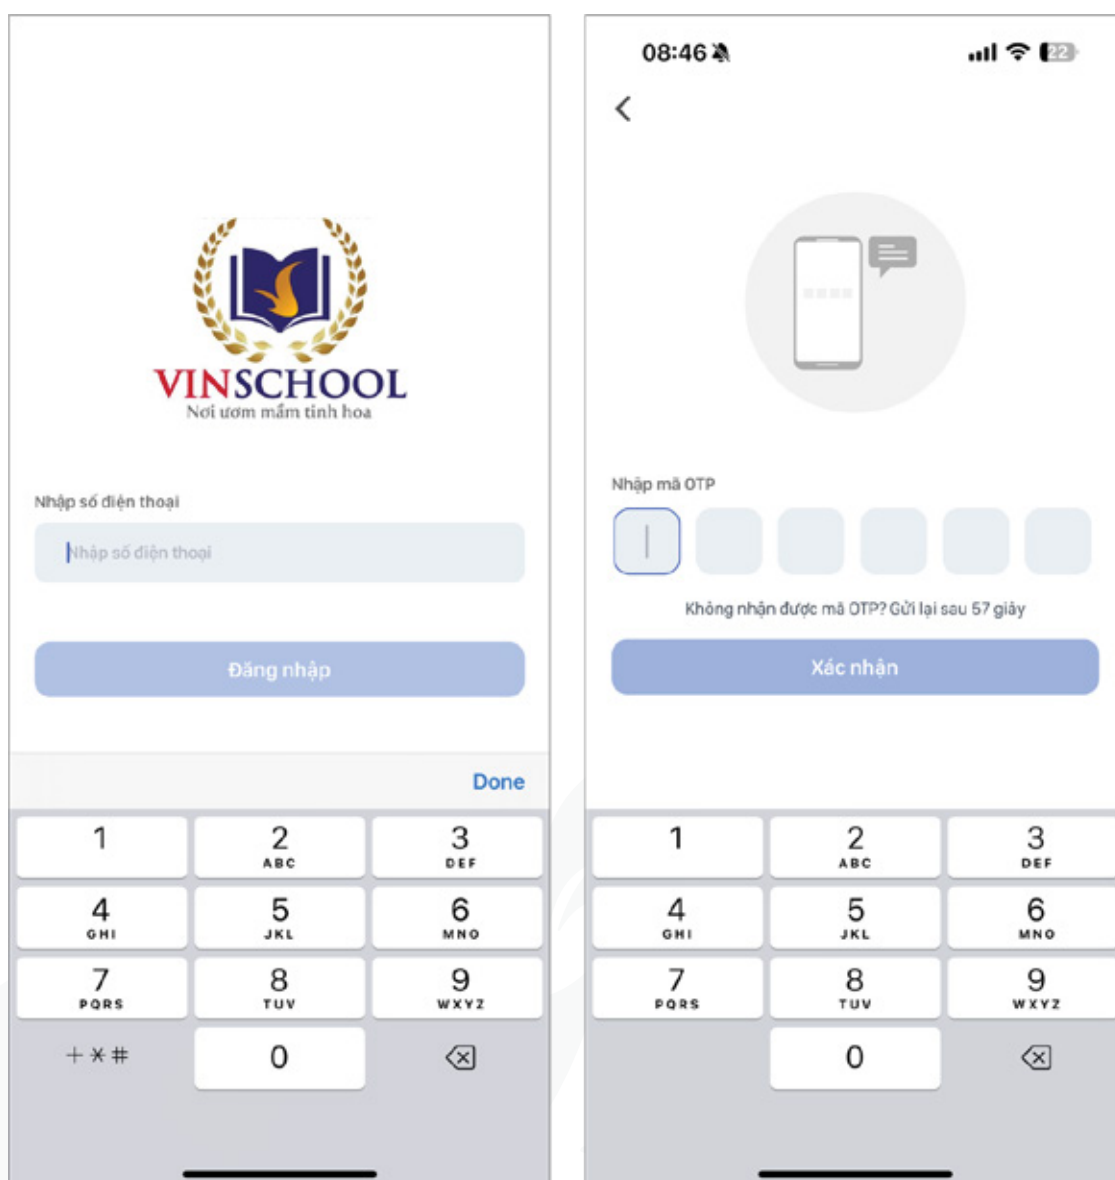 VINSCHOOL
Nơi ươm mầm tinh hoa
Nhập số điện thoại
Nhập số điện thoại
Đăng nhập
Done
1 2 3
ABC DEF
4 5 6
GHI JKL MNO
7 8 9
PQRS TUV WXYZ
+*# 0
08:46 22
Nhập mã OTP
Không nhận được mã OTP? Gửi lại sau 57 giây
Xác nhận
1 2 3
ABC DEF
4 5 6
GHI JKL MNO
7 8 9
PQRS TUV WXYZ
0